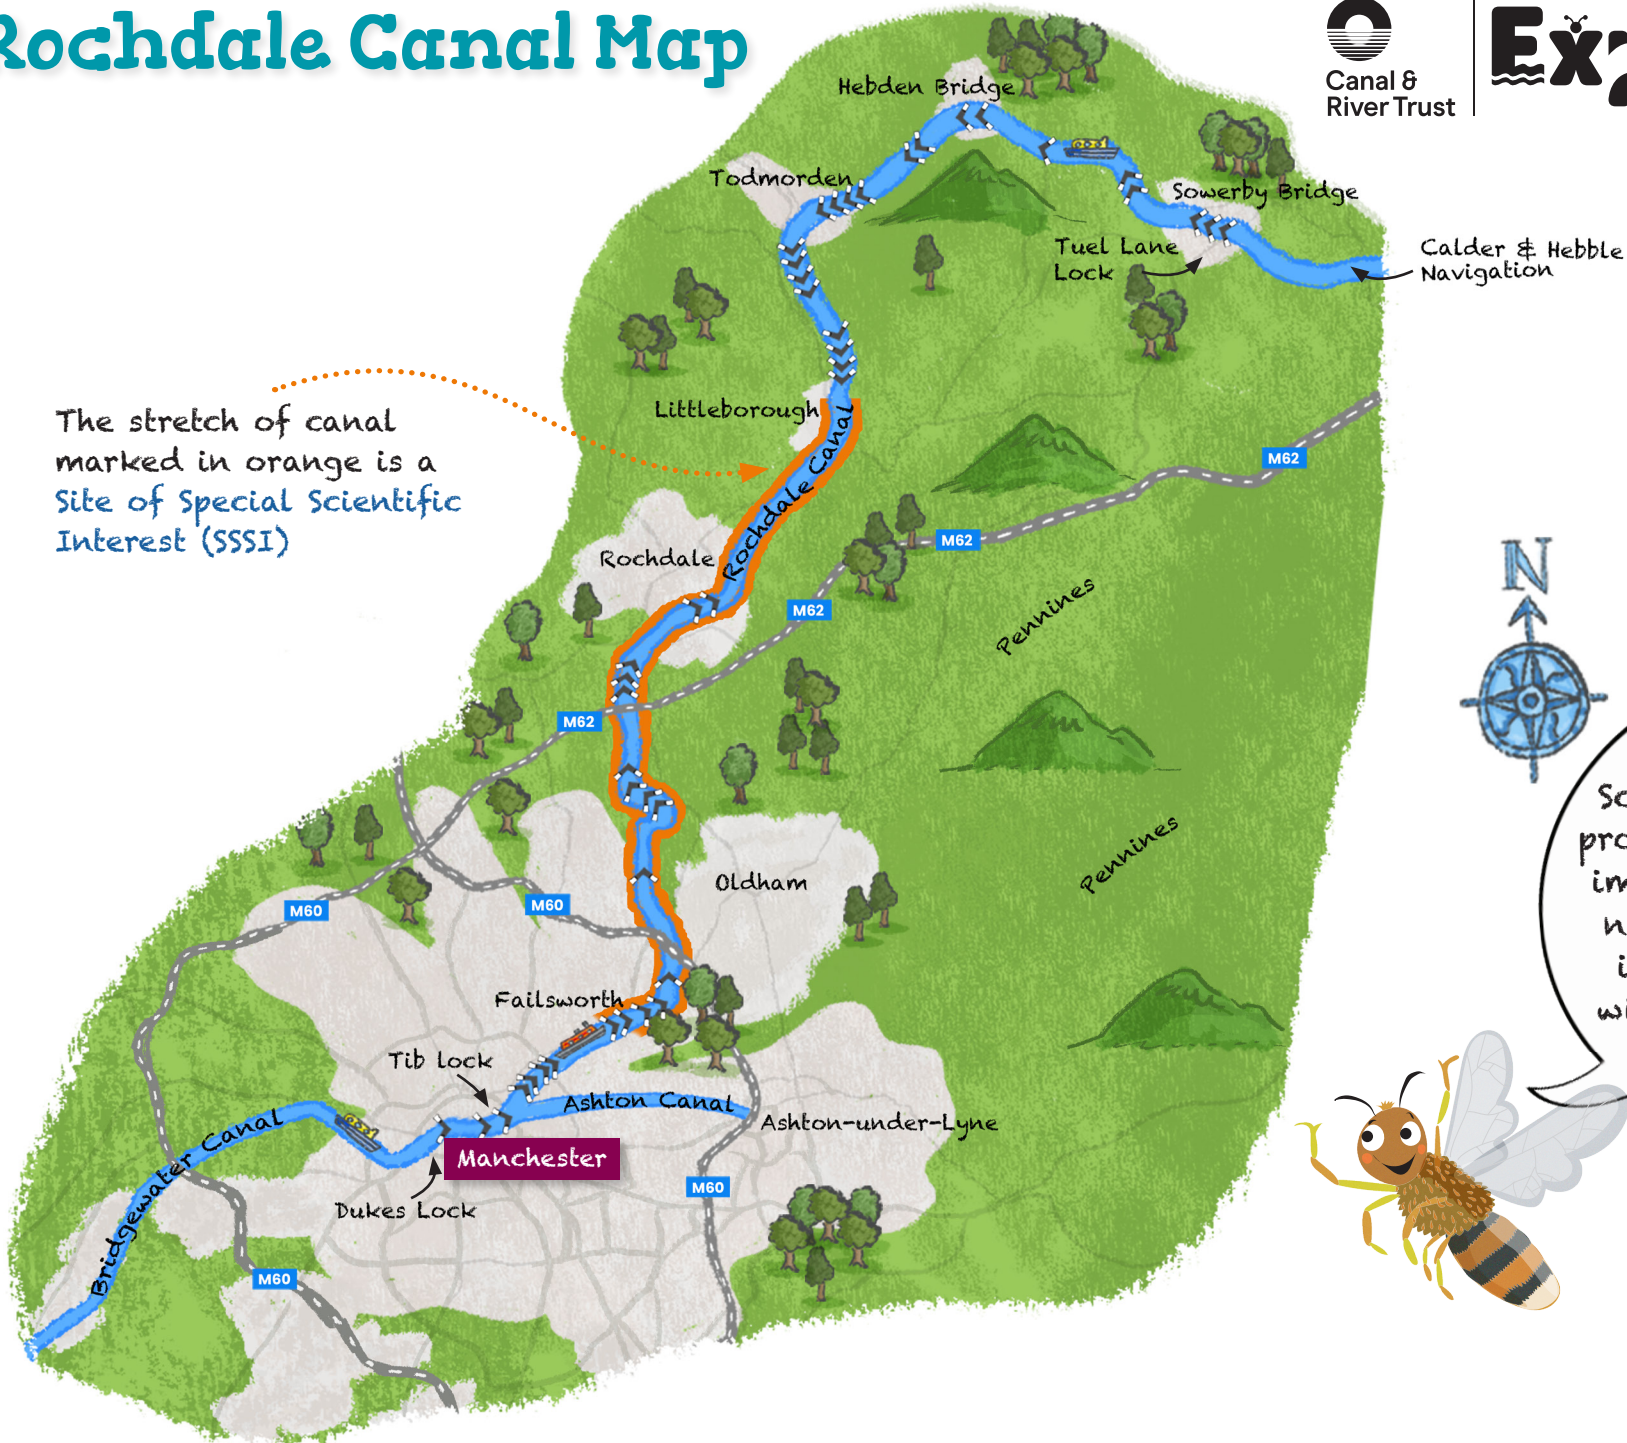 Rochdale Canal Map
Canal &
River Trust
Hebden Bridge
Todmorden
Sowerby Bridge
Tuel Lane
Lock
Calder & Hebble
Navigation
The stretch of canal
marked in orange is a
Site of Special Scientific
Interest (SSSI)
Littleborough
Rochdale Canal
M62
M62
Rochdale
M62
Pennines
N
M62
Pennines
Oldham
M60
M60
Failsworth
Tib lock
Ashton Canal
Ashton-under-Lyne
Bridgewater Canal
Manchester
M60
Dukes Lock
M60